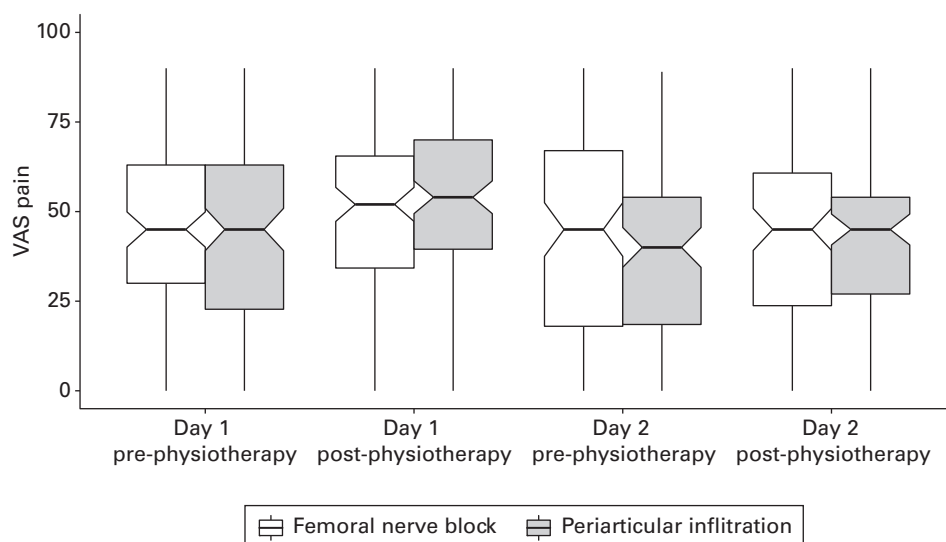 100
75
50
25
0
VAS pain
Day 1
pre-physiotherapy
Day 1
post-physiotherapy
Day 2
pre-physiotherapy
Day 2
post-physiotherapy
Femoral nerve block
Periarticular inflitration